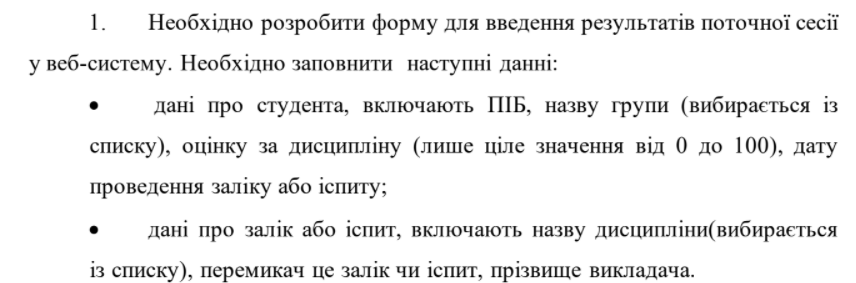 1. Необхідно розробити форму для введення результатів поточної сесії
у веб-систему. Необхідно заповнити наступні данні:
• дані про студента, включають ПІБ, назву групи (вибирається із
списку), оцінку за дисципліну (лише ціле значення від 0 до 100), дату
проведення заліку або іспиту;
• дані про залік або іспит, включають назву дисципліни(вибирається
із списку), перемикач це залік чи іспит, прізвище викладача.